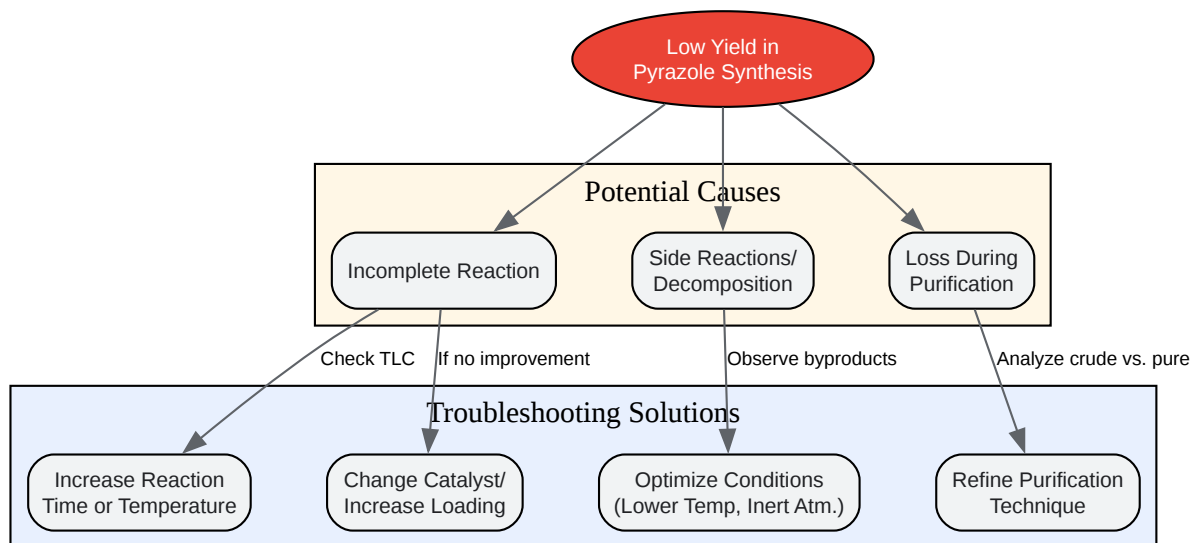 Low Yield in
Pyrazole Synthesis
Potential Causes
Incomplete Reaction
Side Reactions/
Decomposition
Loss During
Purification
Check TLC
If no improvement
Observe byproducts
Analyze crude vs. pure
Troubleshooting Solutions
Increase Reaction
Time or Temperature
Change Catalyst/
Increase Loading
Optimize Conditions
(Lower Temp, Inert Atm.)
Refine Purification
Technique